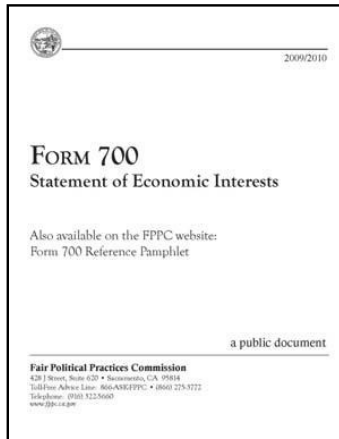 2009/2010
FORM 700
Statement of Economic Interests
Also available on the FPPC website:
Form 700 Reference Pamphlet
a public document
Fair Political Practices Commission
428 J Street, Suite 620 • Sacramento, CA 95814
Toll-Free Advice Line: 866-ASK-FPPC • (866) 275-3772
Telephone: (916) 322-5660
www.fppc.ca.gov